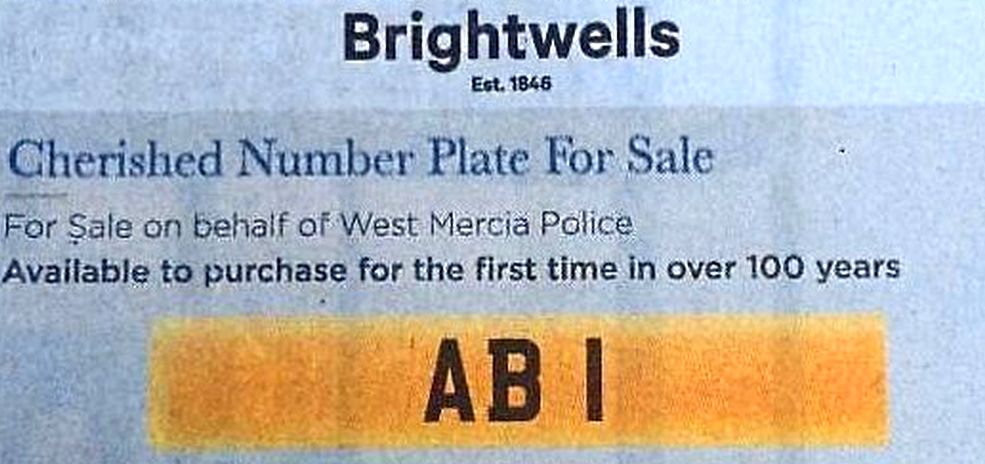 Brightwells
Est. 1846
Cherished Number Plate For Sale
For Sale on behalf of West Mercia Police
Available to purchase for the first time in over 100 years
AB 1